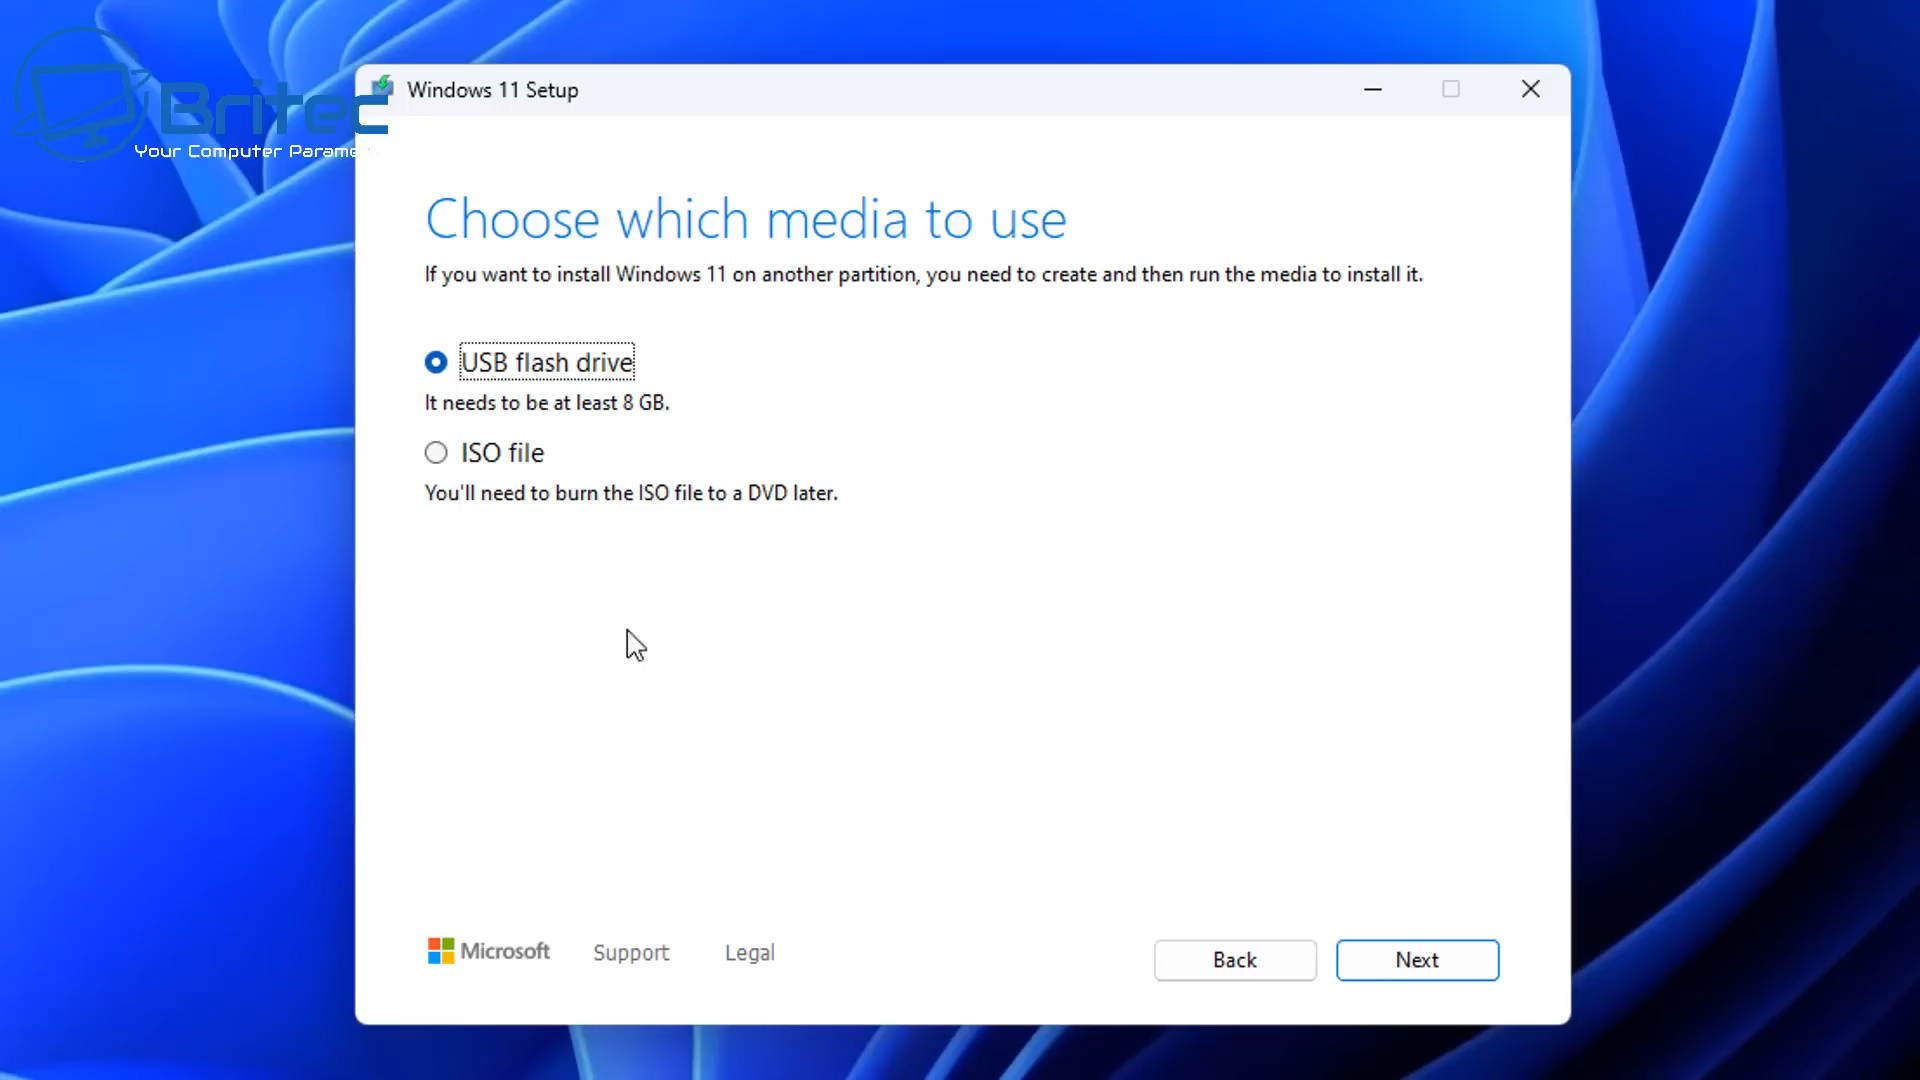 Windows 11 Setup
Britec
Your Computer Parame
Choose which media to use
If you want to install Windows 11 on another partition, you need to create and then run the media to install it.
USB flash drive
It needs to be at least 8 GB.
ISO file
You'll need to burn the ISO file to a DVD later.
Microsoft
Support
Legal
Back
Next